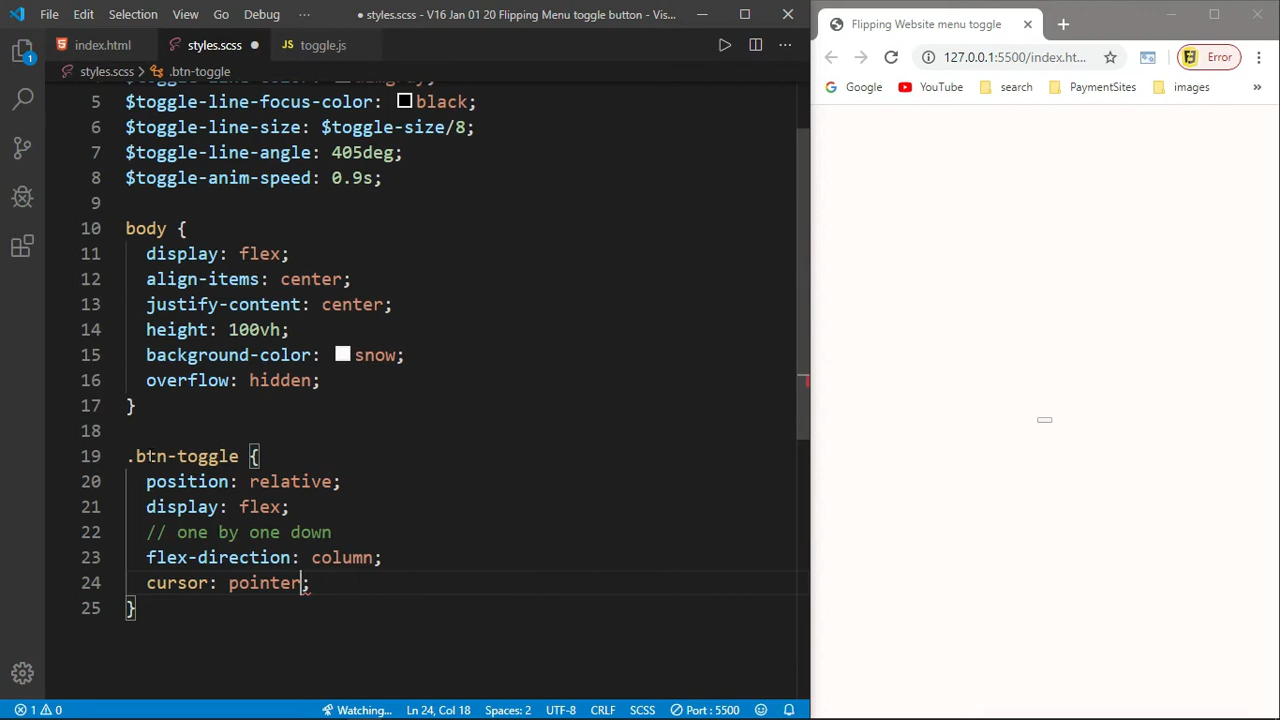 File Edit Selection View Go Debug ··· ● styles.scss - V16 Jan 01 20 Flipping Menu toggle button - Vis...
Flipping Website menu toggle
index.html styles.scss toggle.js
127.0.0.1:5500/index.ht... Error
styles.scss > .btn-toggle
Google YouTube search PaymentSites images »
5 $toggle-line-focus-color: black;
6 $toggle-line-size: $toggle-size/8;
7 $toggle-line-angle: 405deg;
8 $toggle-anim-speed: 0.9s;
9
10 body {
11 display: flex;
12 align-items: center;
13 justify-content: center;
14 height: 100vh;
15 background-color: snow;
16 overflow: hidden;
17 }
18
19 .btn-toggle {
20 position: relative;
21 display: flex;
22 // one by one down
23 flex-direction: column;
24 cursor: pointer;
25 }
1 0 Watching... Ln 24, Col 18 Spaces: 2 UTF-8 CRLF SCSS Port : 5500